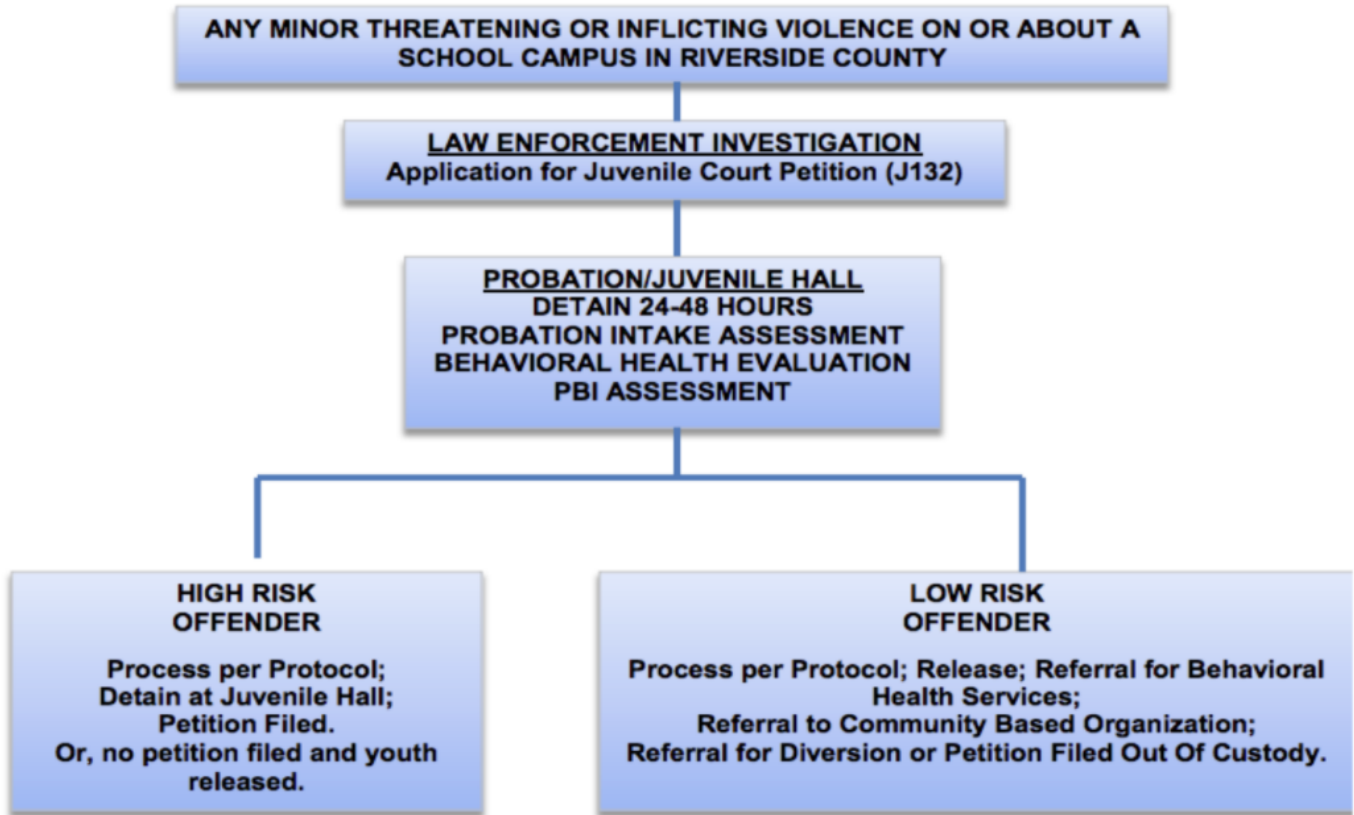 ANY MINOR THREATENING OR INFLICTING VIOLENCE ON OR ABOUT A
SCHOOL CAMPUS IN RIVERSIDE COUNTY
LAW ENFORCEMENT INVESTIGATION
Application for Juvenile Court Petition (J132)
PROBATION/JUVENILE HALL
DETAIN 24-48 HOURS
PROBATION INTAKE ASSESSMENT
BEHAVIORAL HEALTH EVALUATION
PBI ASSESSMENT
HIGH RISK
OFFENDER
Process per Protocol;
Detain at Juvenile Hall;
Petition Filed.
Or, no petition filed and youth
released.
LOW RISK
OFFENDER
Process per Protocol; Release; Referral for Behavioral
Health Services;
Referral to Community Based Organization;
Referral for Diversion or Petition Filed Out Of Custody.